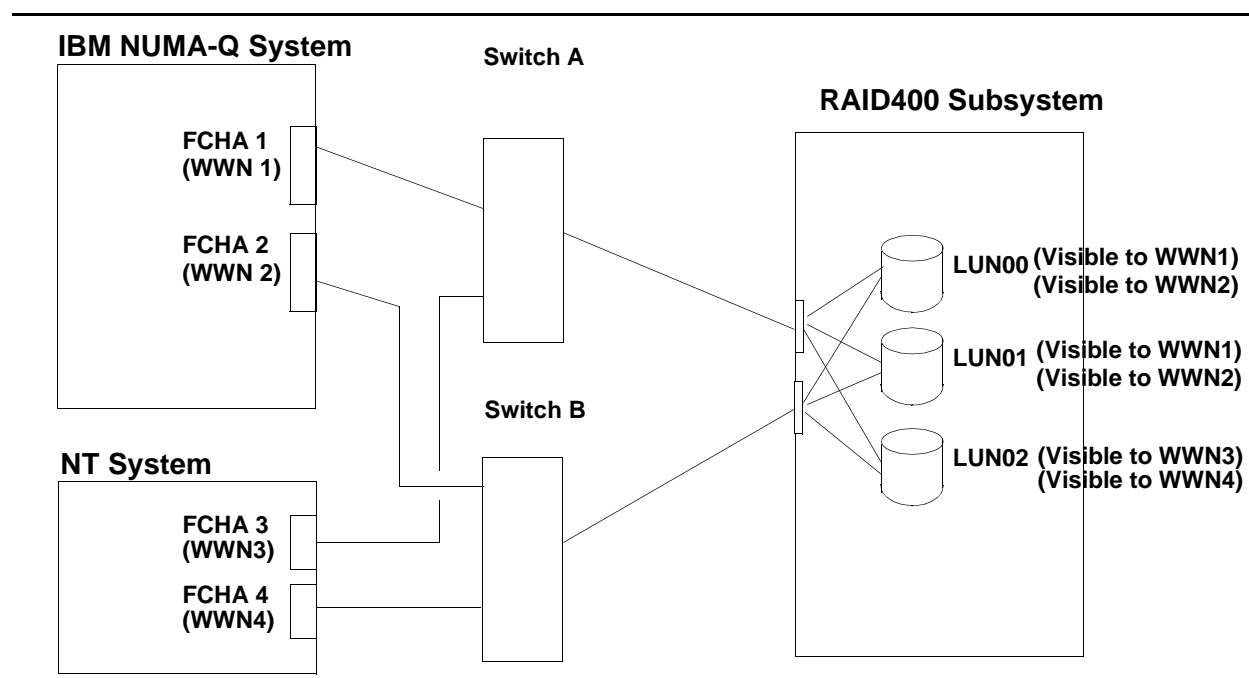 IBM NUMA-Q System
Switch A
RAID400 Subsystem
FCHA 1
(WWN 1)
FCHA 2
(WWN 2)
LUN00 (Visible to WWN1)
(Visible to WWN2)
LUN01 (Visible to WWN1)
(Visible to WWN2)
Switch B
NT System
LUN02 (Visible to WWN3)
(Visible to WWN4)
FCHA 3
(WWN3)
FCHA 4
(WWN4)